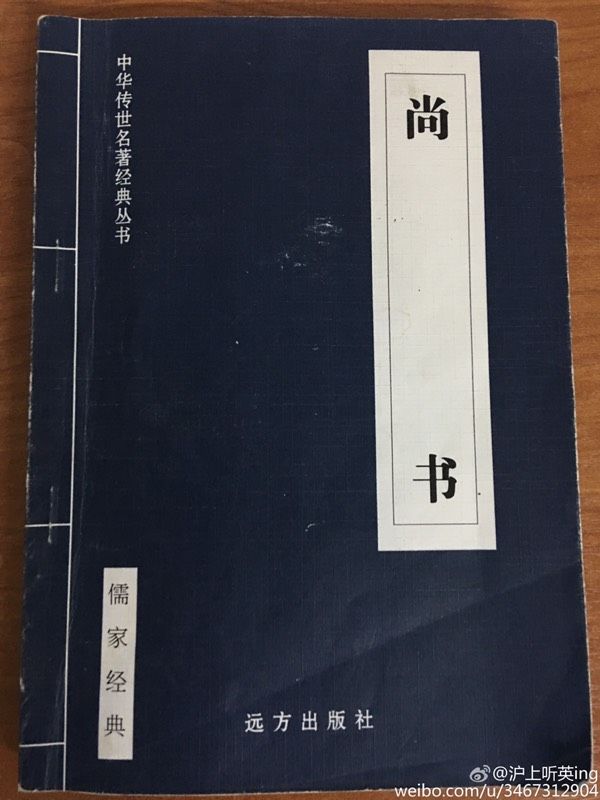 中华传世名著经典丛书
尚书
儒家经典
远方出版社
@沪上听英ing
weibo.com/u/3467312904